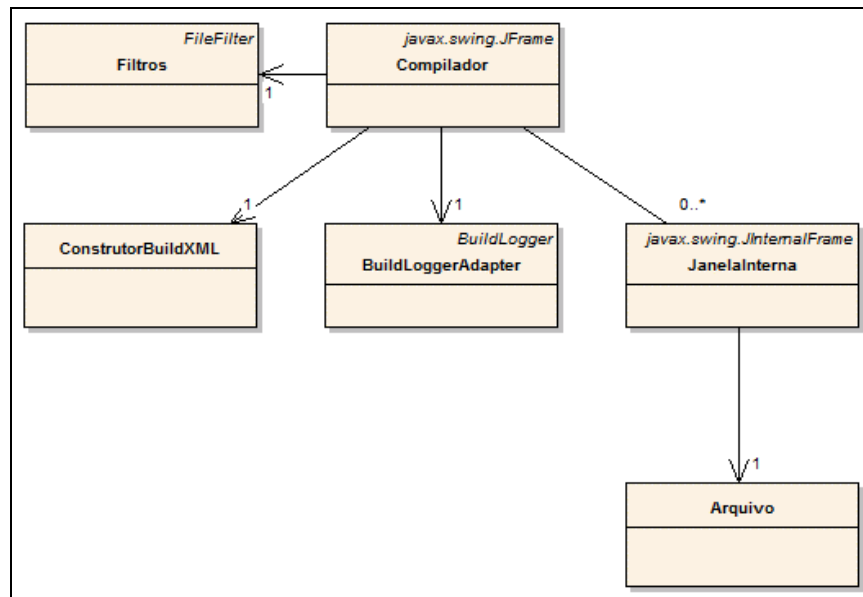 FileFilter
Filtros
javax.swing.JFrame
Compilador
1
1
1
0..*
ConstrutorBuildXML
BuildLogger
BuildLoggerAdapter
javax.swing.JInternalFrame
JanelaInterna
1
Arquivo